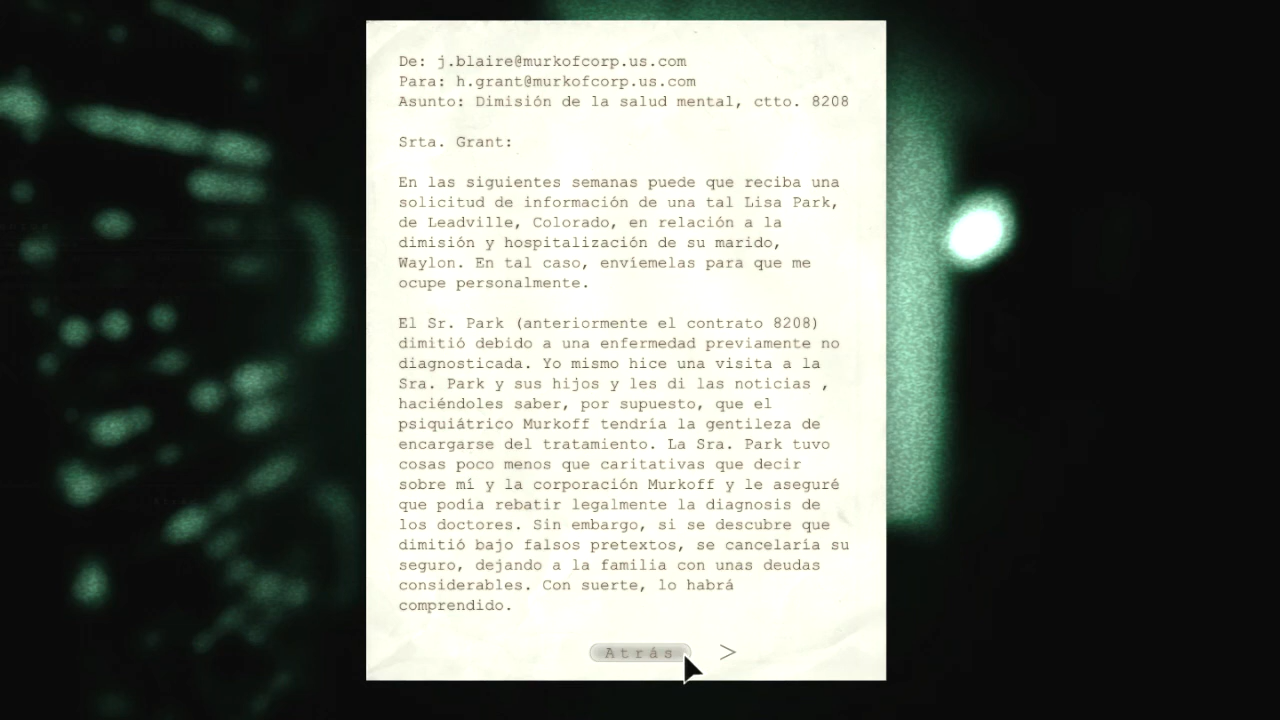 De: j.blaire@murkofcorp.us.com
Para: h.grant@murkofcorp.us.com
Asunto: Dimisión de la salud mental, ctto. 8208
Srta. Grant:
En las siguientes semanas puede que reciba una
solicitud de información de una tal Lisa Park,
de Leadville, Colorado, en relación a la
dimisión y hospitalización de su marido,
Waylon. En tal caso, envíemelas para que me
ocupe personalmente.
El Sr. Park (anteriormente el contrato 8208)
dimitió debido a una enfermedad previamente no
diagnosticada. Yo mismo hice una visita a la
Sra. Park y sus hijos y les di las noticias ,
haciéndoles saber, por supuesto, que el
psiquiátrico Murkoff tendría la gentileza de
encargarse del tratamiento. La Sra. Park tuvo
cosas poco menos que caritativas que decir
sobre mí y la corporación Murkoff y le aseguré
que podía rebatir legalmente la diagnosis de
los doctores. Sin embargo, si se descubre que
dimitió bajo falsos pretextos, se cancelaría su
seguro, dejando a la familia con unas deudas
considerables. Con suerte, lo habrá
comprendido.
Atrás >